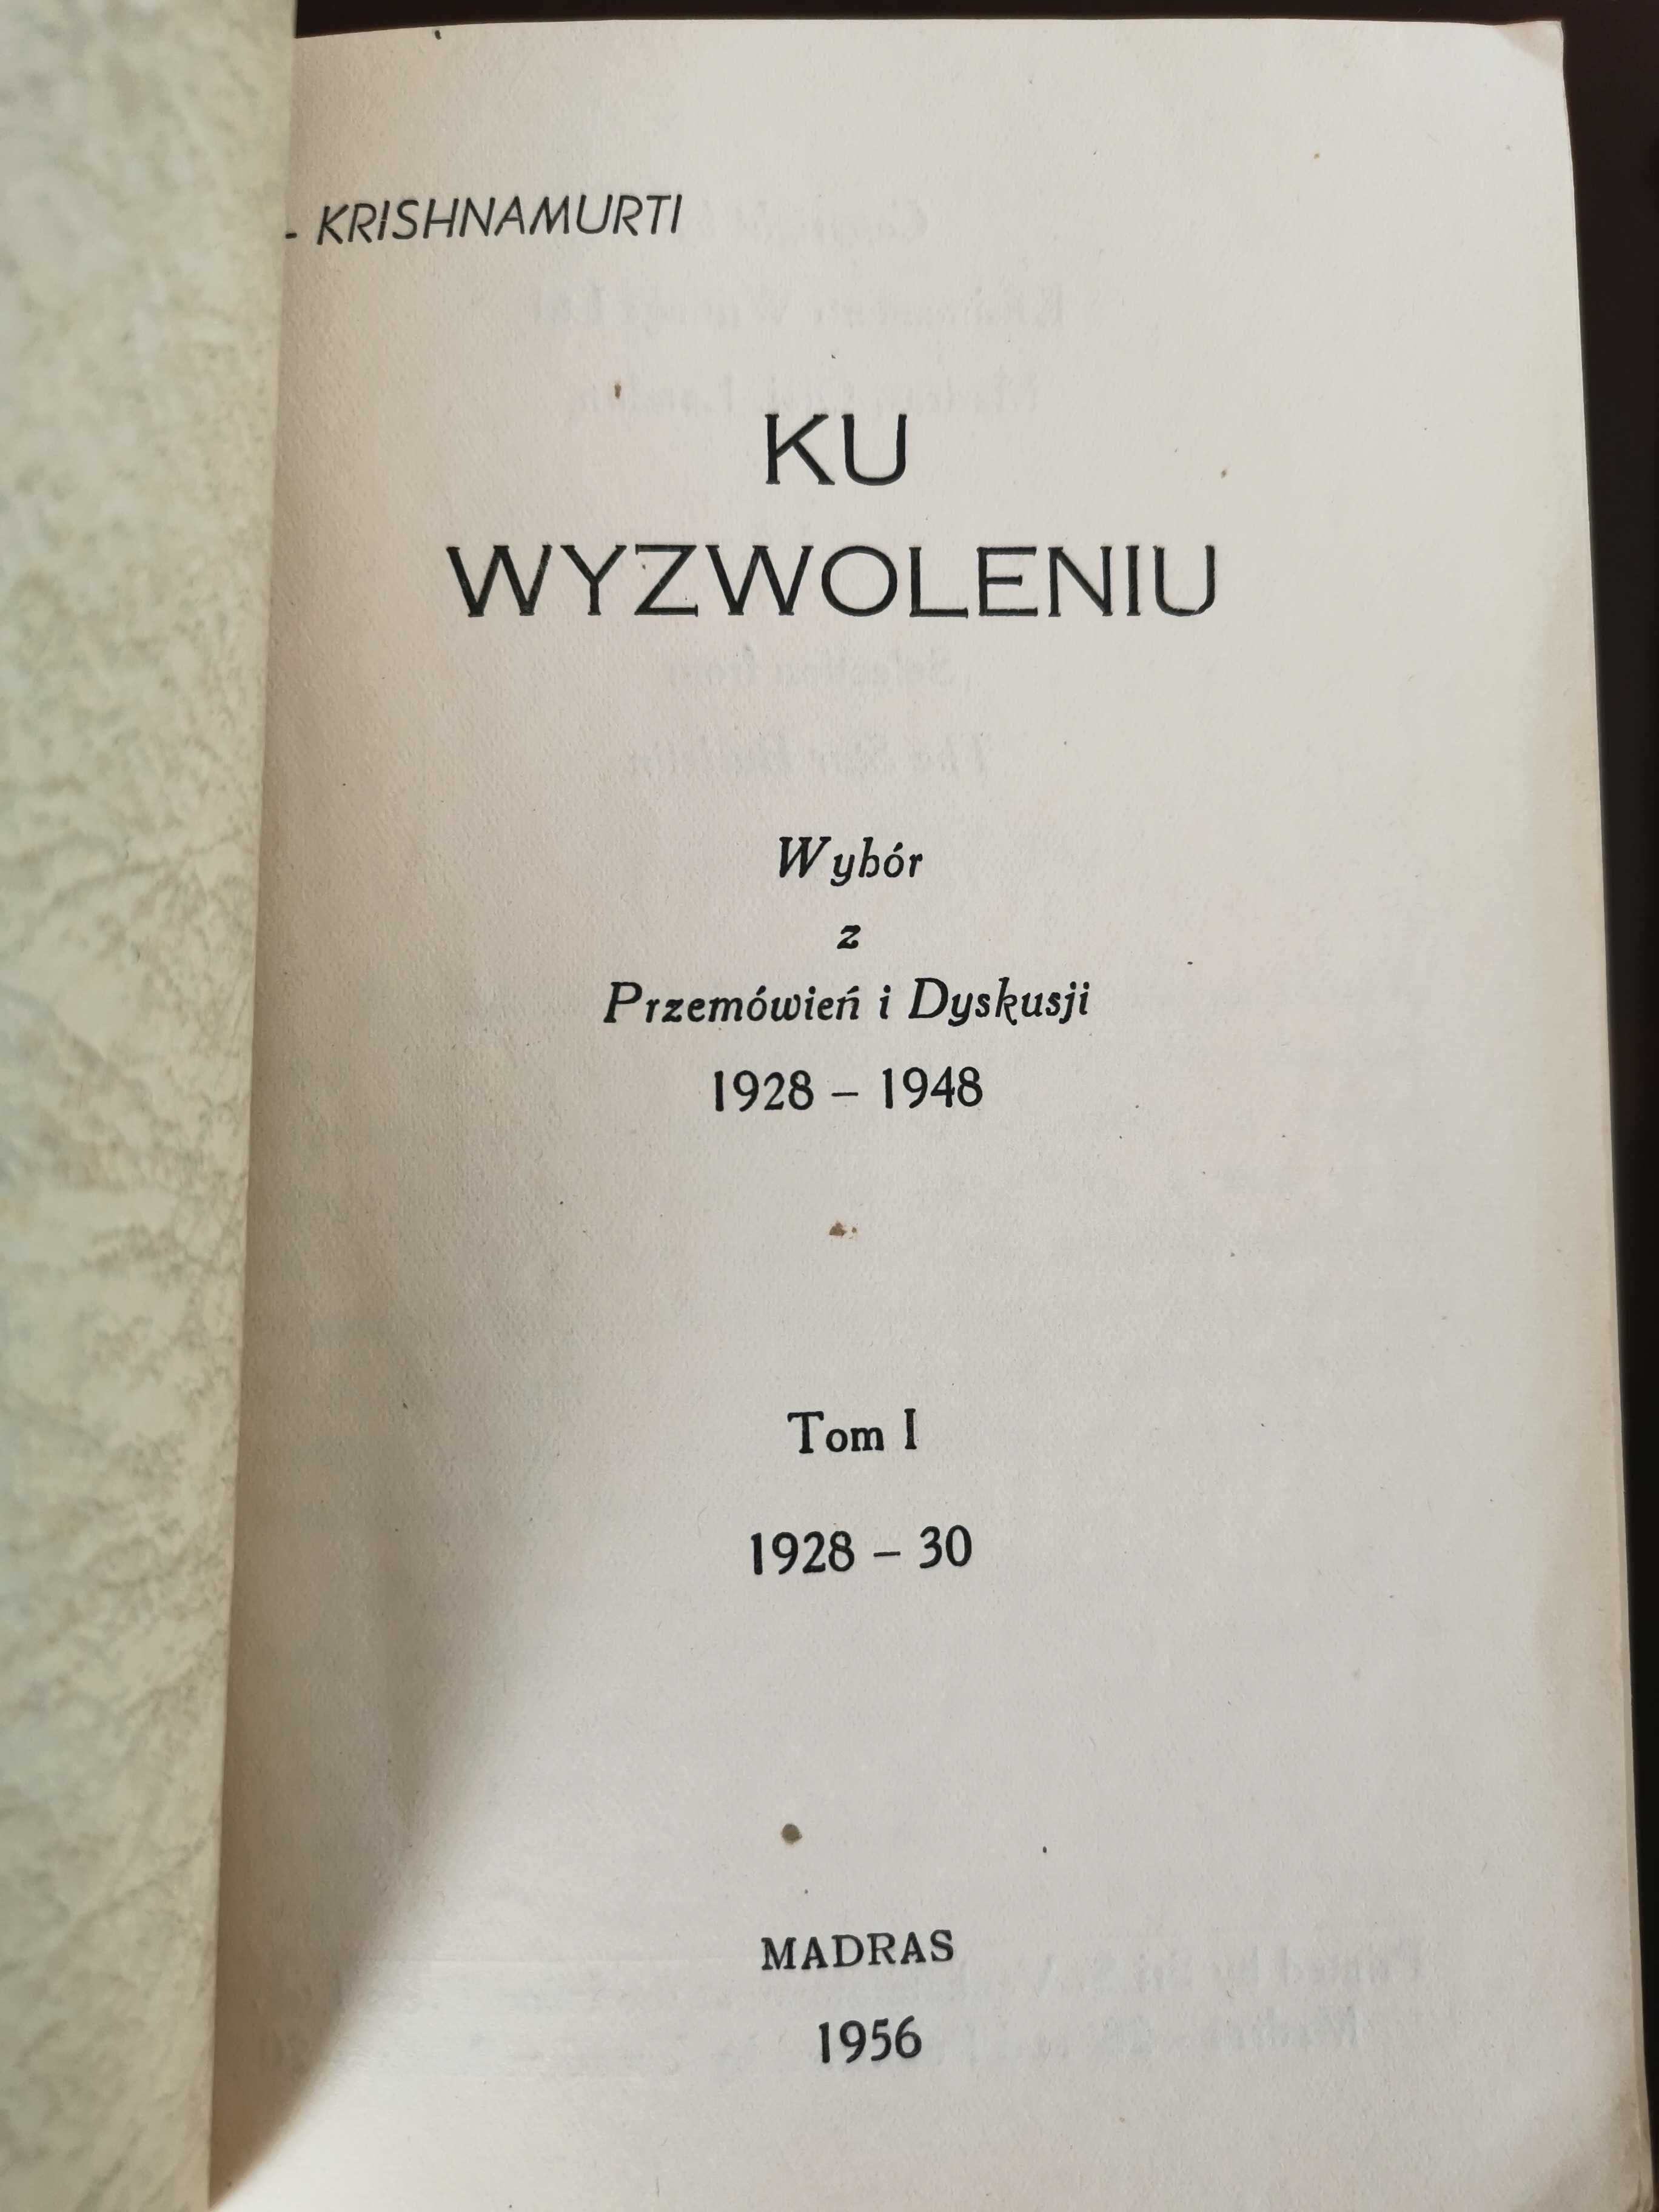 - KRISHNAMURTI
KU
WYZWOLENIU
Wybór
z
Przemówień i Dyskusji
1928 – 1948
Tom I
1928 – 30
MADRAS
1956